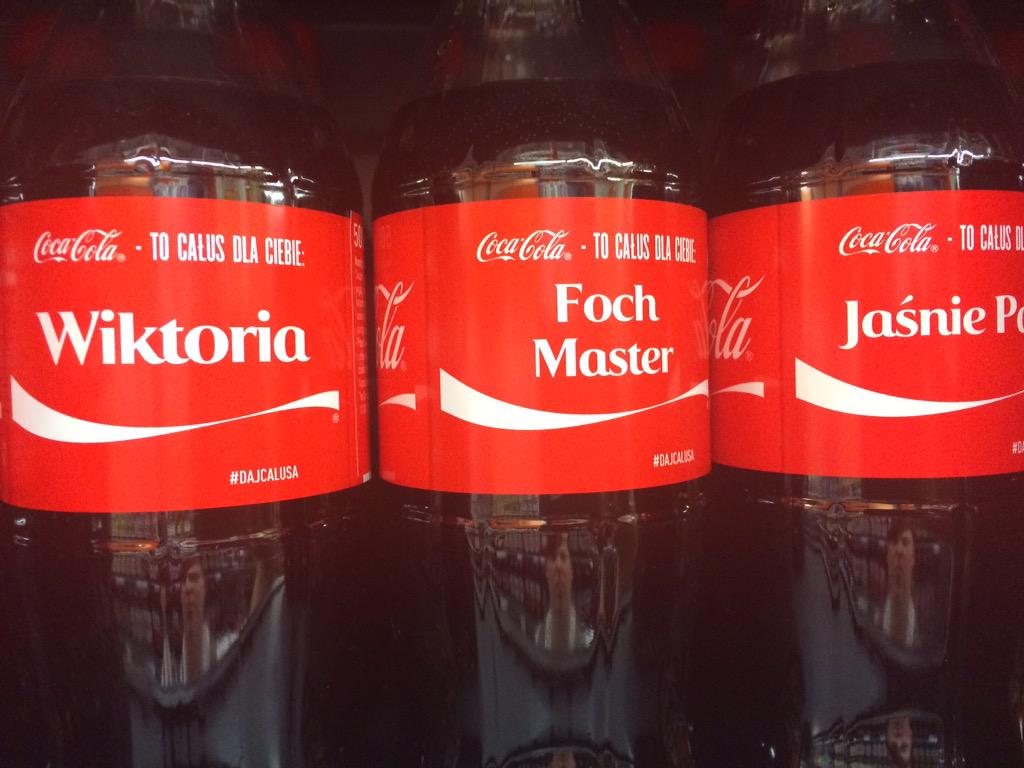 Coca-Cola® - TO CAŁUS DLA CIEBIE:
Wiktoria
#DAJCALUSA
Coca-Cola® - TO CAŁUS DLA CIEBIE:
Foch
Master
#DAJCALUSA
Coca-Cola® - TO CAŁUS
Jaśnie